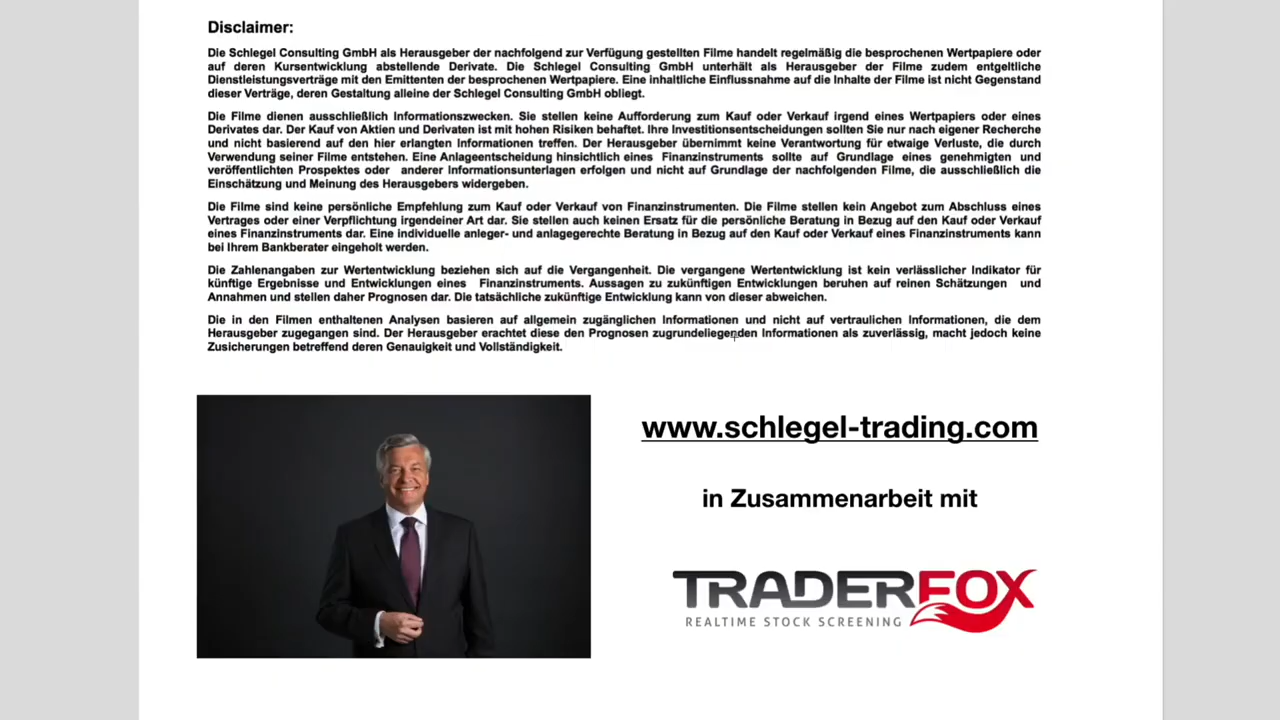 Disclaimer:
Die Schlegel Consulting GmbH als Herausgeber der nachfolgend zur Verfügung gestellten Filme handelt regelmäßig die besprochenen Wertpapiere oder
auf deren Kursentwicklung abstellende Derivate. Die Schlegel Consulting GmbH unterhält als Herausgeber der Filme zudem entgeltliche
Dienstleistungsverträge mit den Emittenten der besprochenen Wertpapiere. Eine inhaltliche Einflussnahme auf die Inhalte der Filme ist nicht Gegenstand
dieser Verträge, deren Gestaltung alleine der Schlegel Consulting GmbH obliegt.
Die Filme dienen ausschließlich Informationszwecken. Sie stellen keine Aufforderung zum Kauf oder Verkauf irgend eines Wertpapiers oder eines
Derivates dar. Der Kauf von Aktien und Derivaten ist mit hohen Risiken behaftet. Ihre Investitionsentscheidungen sollten Sie nur nach eigener Recherche
und nicht basierend auf den hier erlangten Informationen treffen. Der Herausgeber übernimmt keine Verantwortung für etwaige Verluste, die durch
Verwendung seiner Filme entstehen. Eine Anlageentscheidung hinsichtlich eines Finanzinstruments sollte auf Grundlage eines genehmigten und
veröffentlichten Prospektes oder anderer Informationsunterlagen erfolgen und nicht auf Grundlage der nachfolgenden Filme, die ausschließlich die
Einschätzung und Meinung des Herausgebers widergeben.
Die Filme sind keine persönliche Empfehlung zum Kauf oder Verkauf von Finanzinstrumenten. Die Filme stellen kein Angebot zum Abschluss eines
Vertrages oder einer Verpflichtung irgendeiner Art dar. Sie stellen auch keinen Ersatz für die persönliche Beratung in Bezug auf den Kauf oder Verkauf
eines Finanzinstruments dar. Eine individuelle anleger- und anlagegerechte Beratung in Bezug auf den Kauf oder Verkauf eines Finanzinstruments kann
bei Ihrem Bankberater eingeholt werden.
Die Zahlenangaben zur Wertentwicklung beziehen sich auf die Vergangenheit. Die vergangene Wertentwicklung ist kein verlässlicher Indikator für
künftige Ergebnisse und Entwicklungen eines Finanzinstruments. Aussagen zu zukünftigen Entwicklungen beruhen auf reinen Schätzungen und
Annahmen und stellen daher Prognosen dar. Die tatsächliche zukünftige Entwicklung kann von dieser abweichen.
Die in den Filmen enthaltenen Analysen basieren auf allgemein zugänglichen Informationen und nicht auf vertraulichen Informationen, die dem
Herausgeber zugegangen sind. Der Herausgeber erachtet diese den Prognosen zugrundeliegenden Informationen als zuverlässig, macht jedoch keine
Zusicherungen betreffend deren Genauigkeit und Vollständigkeit.
www.schlegel-trading.com
in Zusammenarbeit mit
TRADERFOX
REALTIME STOCK SCREENING